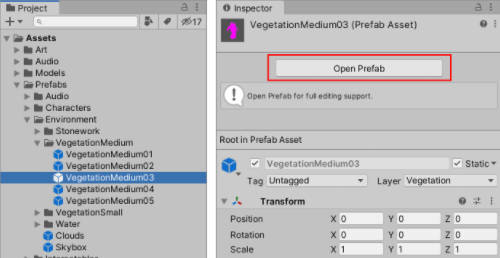 Project
+
17
Assets
Art
Audio
Models
Prefabs
Audio
Characters
Environment
Stonework
VegetationMedium
VegetationMedium01
VegetationMedium02
VegetationMedium03
VegetationMedium04
VegetationMedium05
VegetationSmall
Water
Clouds
Skybox
Inspector
VegetationMedium03 (Prefab Asset)
Open Prefab
Open Prefab for full editing support.
Root in Prefab Asset
VegetationMedium03 Static
Tag Untagged Layer Vegetation
Transform
Position X 0 Y 0 Z 0
Rotation X 0 Y 0 Z 0
Scale X 1 Y 1 Z 1